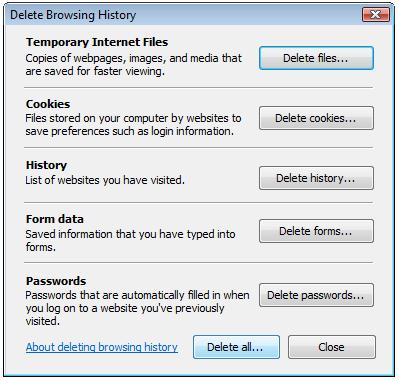 Delete Browsing History
Temporary Internet Files
Copies of webpages, images, and media that
are saved for faster viewing.
Delete files...
Cookies
Files stored on your computer by websites to
save preferences such as login information.
Delete cookies...
History
List of websites you have visited.
Delete history...
Form data
Saved information that you have typed into
forms.
Delete forms...
Passwords
Passwords that are automatically filled in when
you log on to a website you've previously
visited.
Delete passwords...
About deleting browsing history
Delete all...
Close